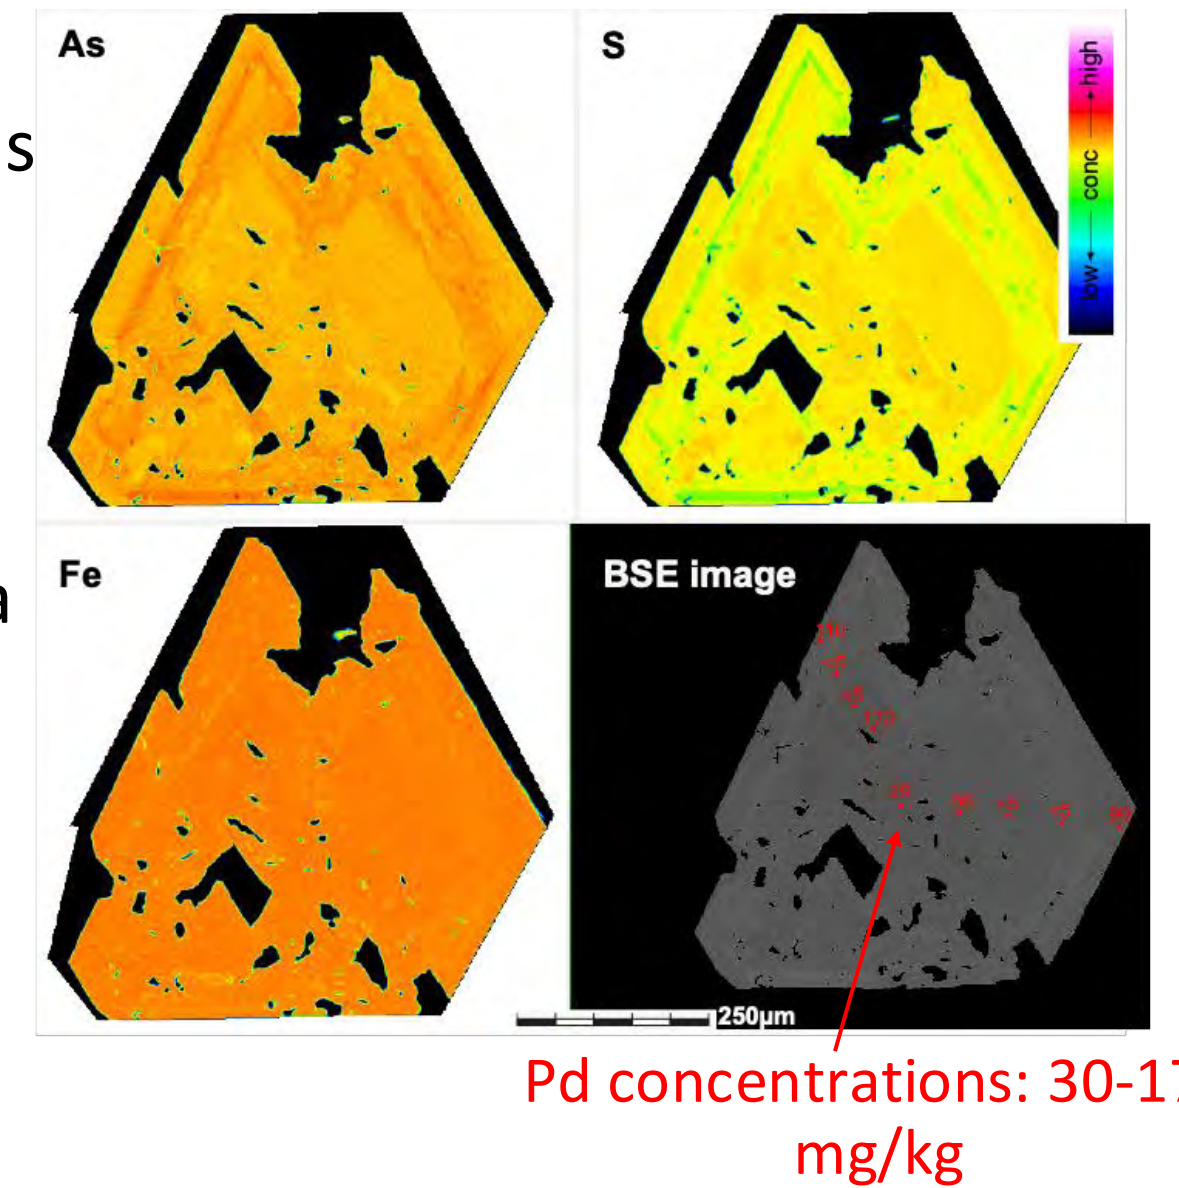 As
S
high
conc
low
s
a
Fe
BSE image
250µm
Pd concentrations: 30-17
mg/kg